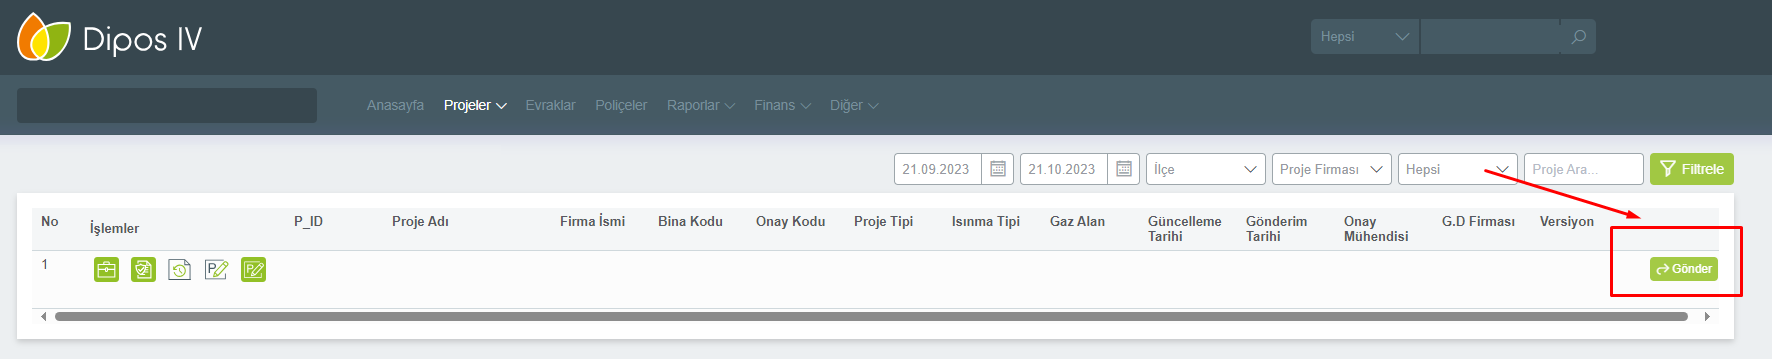 Dipos IV
Hepsi
Anasayfa Projeler Evraklar Poliçeler Raporlar Finans Diğer
21.09.2023 21.10.2023 İlçe Proje Firması Hepsi Proje Ara... Filtrele
No İşlemler P_ID Proje Adı Firma İsmi Bina Kodu Onay Kodu Proje Tipi Isınma Tipi Gaz Alan Güncelleme Tarihi Gönderim Tarihi Onay Mühendisi G.D Firması Versiyon
1 P P Gönder